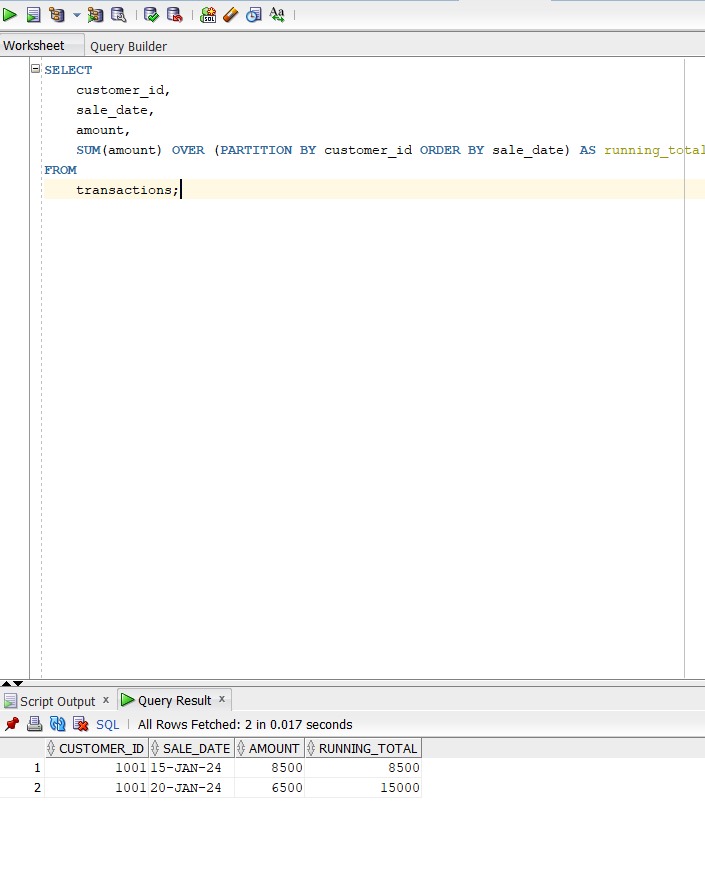 Worksheet Query Builder
SELECT
customer_id,
sale_date,
amount,
SUM(amount) OVER (PARTITION BY customer_id ORDER BY sale_date) AS running_total
FROM
transactions;
Script Output x Query Result x
SQL | All Rows Fetched: 2 in 0.017 seconds
CUSTOMER_ID SALE_DATE AMOUNT RUNNING_TOTAL
1 1001 15-JAN-24 8500 8500
2 1001 20-JAN-24 6500 15000